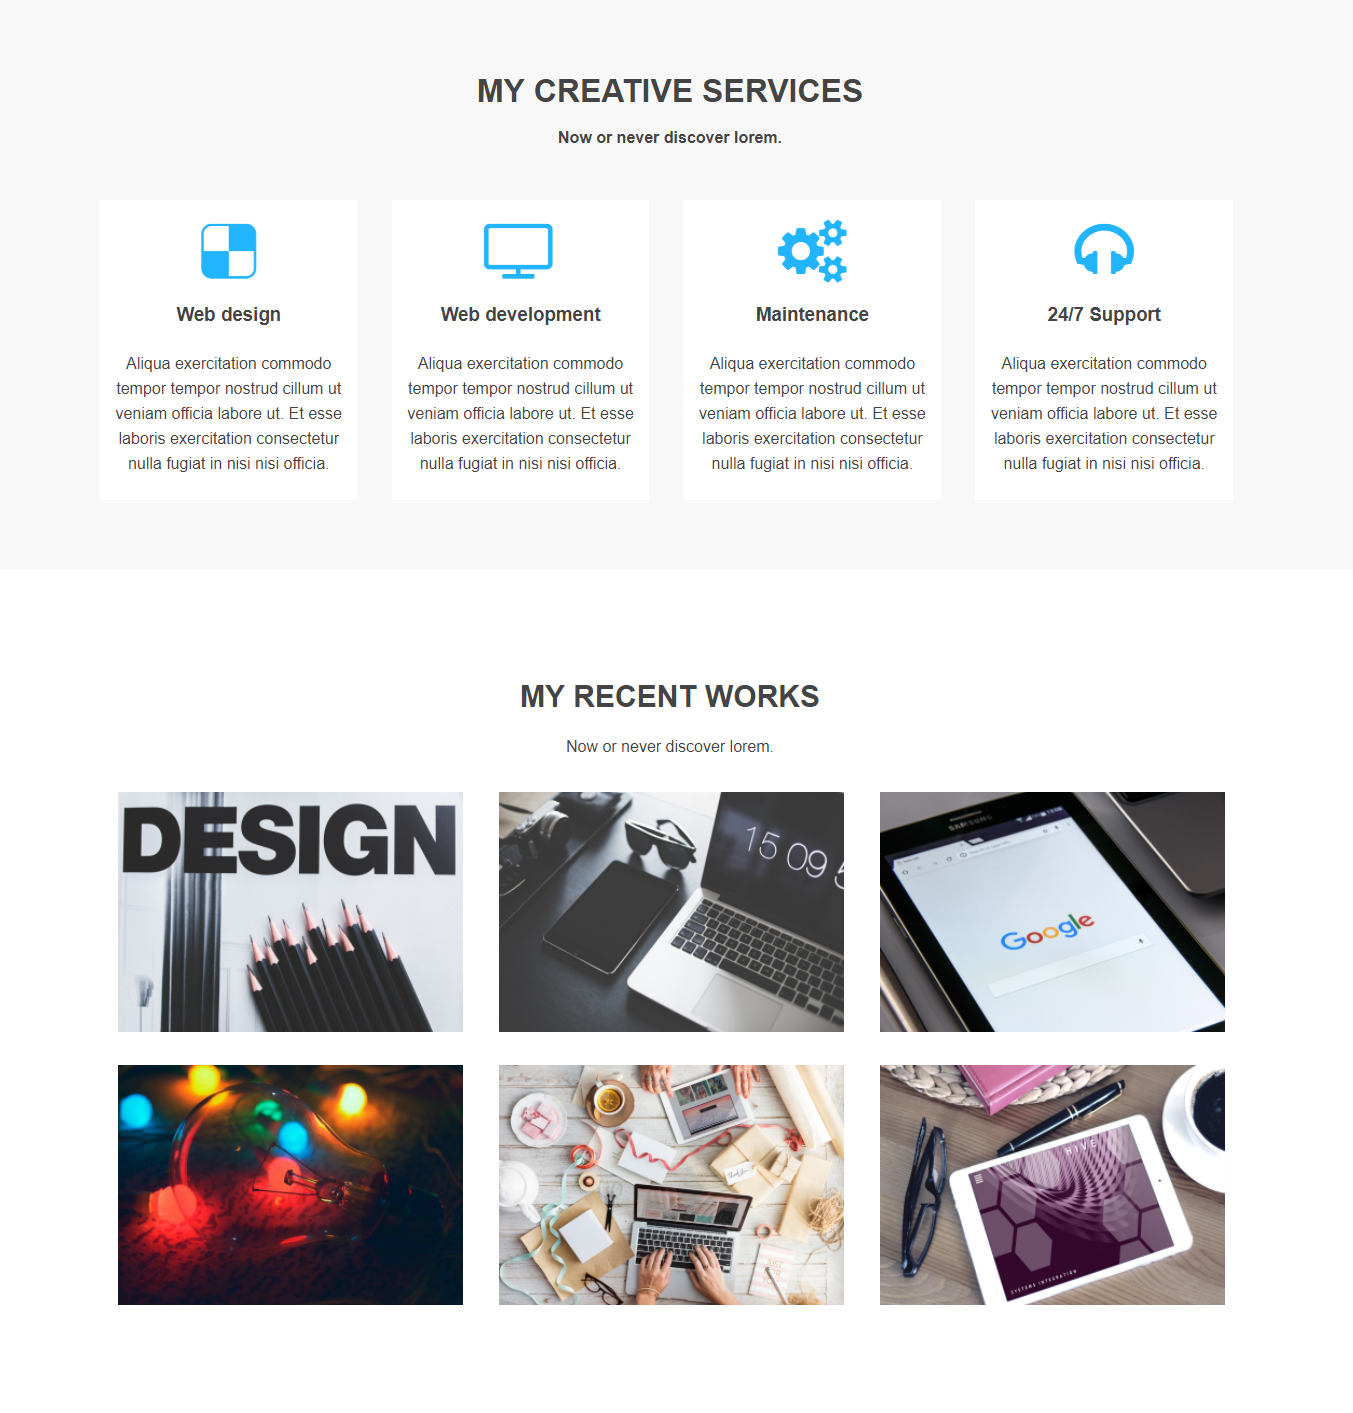 MY CREATIVE SERVICES
Now or never discover lorem.
Web design
Aliqua exercitation commodo
tempor tempor nostrud cillum ut
veniam officia labore ut. Et esse
laboris exercitation consectetur
nulla fugiat in nisi nisi officia.
Web development
Aliqua exercitation commodo
tempor tempor nostrud cillum ut
veniam officia labore ut. Et esse
laboris exercitation consectetur
nulla fugiat in nisi nisi officia.
Maintenance
Aliqua exercitation commodo
tempor tempor nostrud cillum ut
veniam officia labore ut. Et esse
laboris exercitation consectetur
nulla fugiat in nisi nisi officia.
24/7 Support
Aliqua exercitation commodo
tempor tempor nostrud cillum ut
veniam officia labore ut. Et esse
laboris exercitation consectetur
nulla fugiat in nisi nisi officia.
MY RECENT WORKS
Now or never discover lorem.
DESIGN
15 09 5
SAMSUNG
Google
HIVE
SYSTEMS INTEGRATION